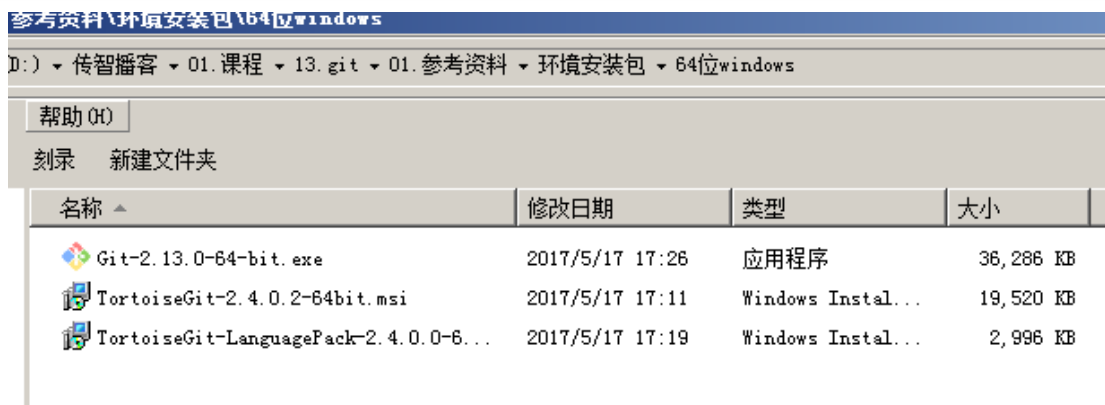 参考资料\环境安装包\64位windows
D:) ▾ 传智播客 ▾ 01.课程 ▾ 13.git ▾ 01.参考资料 ▾ 环境安装包 ▾ 64位windows
帮助(H)
刻录 新建文件夹
名称 修改日期 类型 大小
Git-2.13.0-64-bit.exe 2017/5/17 17:26 应用程序 36,286 KB
TortoiseGit-2.4.0.2-64bit.msi 2017/5/17 17:11 Windows Instal... 19,520 KB
TortoiseGit-LanguagePack-2.4.0.0-6... 2017/5/17 17:19 Windows Instal... 2,996 KB